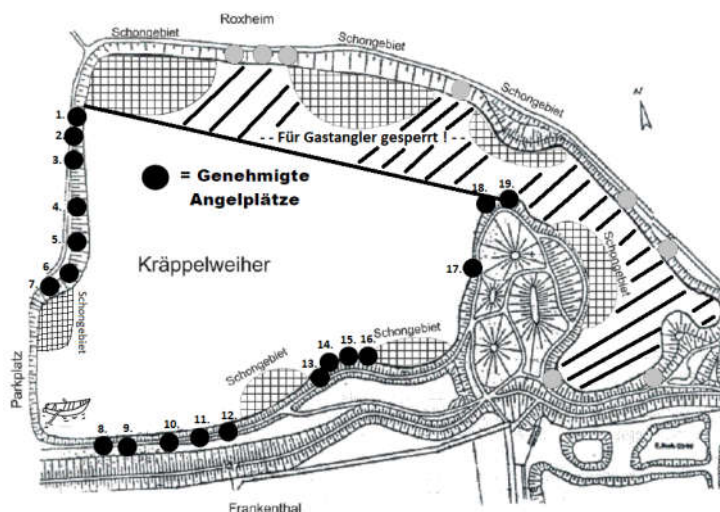 Roxheim
Schongebiet
Schongebiet
Schongebiet
Schongebiet
N
1.
2.
3.
4.
5.
6.
7.
-- Für Gastangler gesperrt ! --
= Genehmigte
Angelplätze
18.
19.
17.
Kräppelweiher
Schongebiet
Schongebiet
Parkplatz
14.
15.
16.
Schongebiet
13.
Schongebiet
8.
9.
10.
11.
12.
Frankenthal